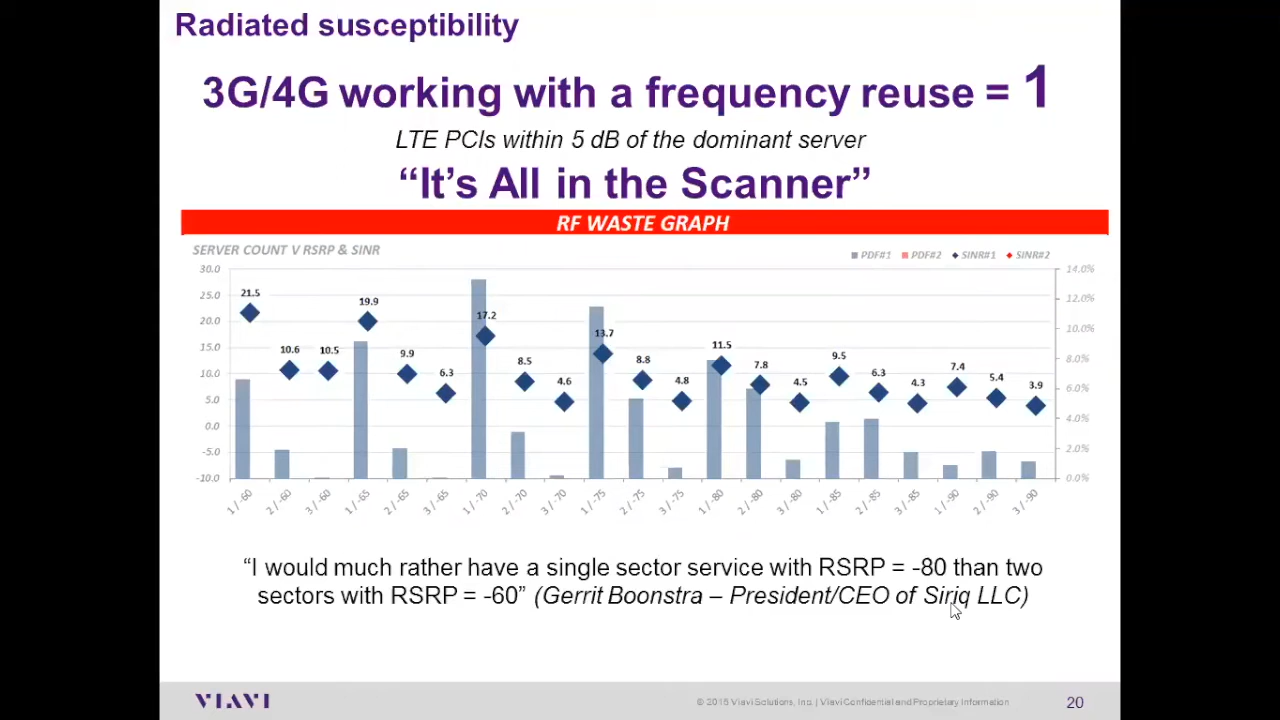 Radiated susceptibility
3G/4G working with a frequency reuse = 1
LTE PCIs within 5 dB of the dominant server
“It’s All in the Scanner”
RF WASTE GRAPH
SERVER COUNT V RSRP & SINR
PDF#1 PDF#2 SINR#1 SINR#2
30.0
25.0
20.0
15.0
10.0
5.0
0.0
-5.0
-10.0
14.0%
12.0%
10.0%
8.0%
6.0%
4.0%
2.0%
0.0%
21.5 10.6 10.5 19.9 9.9 6.3 17.2 8.5 4.6 13.7 8.8 4.8 11.5 7.8 4.5 9.5 6.3 4.3 7.4 5.4 3.9
1 / -60 2 / -60 3 / -60 1 / -65 2 / -65 3 / -65 1 / -70 2 / -70 3 / -70 1 / -75 2 / -75 3 / -75 1 / -80 2 / -80 3 / -80 1 / -85 2 / -85 3 / -85 1 / -90 2 / -90 3 / -90
“I would much rather have a single sector service with RSRP = -80 than two
sectors with RSRP = -60” (Gerrit Boonstra – President/CEO of Siriq LLC)
VIAVI
© 2015 Viavi Solutions, Inc. | Viavi Confidential and Proprietary Information
20